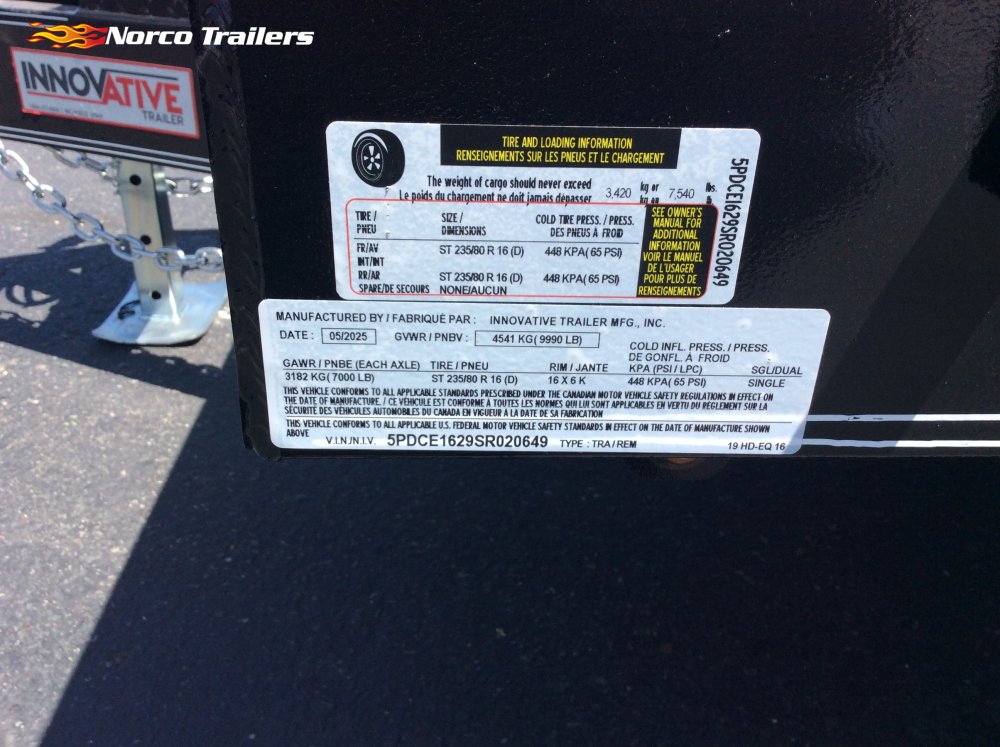 Norco Trailers
INNOVATIVE
TRAILER
TIRE AND LOADING INFORMATION
RENSEIGNEMENTS SUR LES PNEUS ET LE CHARGEMENT
The weight of cargo should never exceed 3,420 kg or 7,540 lbs.
Le poids du chargement ne doit jamais dépasser
TIRE / SIZE / COLD TIRE PRESS. / PRESS.
PNEU DIMENSIONS DES PNEUS À FROID
FR/AV ST 235/80 R 16 (D) 448 KPA( 65 PSI)
INT/INT
RR/AR ST 235/80 R 16 (D) 448 KPA( 65 PSI)
SPARE/DE SECOURS NONE/AUCUN
SEE OWNER'S
MANUAL FOR
ADDITIONAL
INFORMATION
VOIR LE MANUEL
DE L'USAGER
POUR PLUS DE
RENSEIGNEMENTS
5PDCE1629SR020649
MANUFACTURED BY / FABRIQUÉ PAR : INNOVATIVE TRAILER MFG., INC.
DATE : 05/2025 GVWR / PNBV : 4541 KG( 9990 LB)
COLD INFL. PRESS. / PRESS.
DE GONFL. À FROID
GAWR / PNBE (EACH AXLE) TIRE / PNEU RIM / JANTE KPA (PSI / LPC) SGL/DUAL
3182 KG( 7000 LB) ST 235/80 R 16 (D) 16 X 6 K 448 KPA( 65 PSI) SINGLE
THIS VEHICLE CONFORMS TO ALL APPLICABLE STANDARDS PRESCRIBED UNDER THE CANADIAN MOTOR VEHICLE SAFETY REGULATIONS IN EFFECT ON
THE DATE OF MANUFACTURE. / CE VÉHICULE EST CONFORME À TOUTES LES NORMES QUI LUI SONT APPLICABLES EN VERTU DU RÈGLEMENT SUR LA
SÉCURITÉ DES VÉHICULES AUTOMOBILES DU CANADA EN VIGUEUR À LA DATE DE SA FABRICATION
THIS VEHICLE CONFORMS TO ALL APPLICABLE U.S. FEDERAL MOTOR VEHICLE SAFETY STANDARDS IN EFFECT ON THE DATE OF MANUFACTURE SHOWN
ABOVE
V.I.N./N.I.V. 5PDCE1629SR020649 TYPE : TRA / REM 19 HD-EQ 16